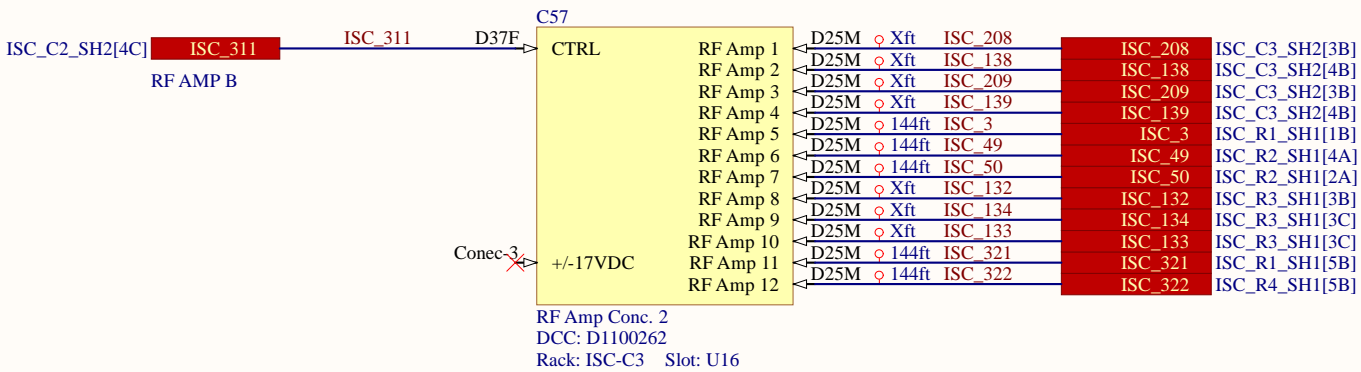 C57
ISC_C2_SH2[4C] ISC_311 ISC_311 D37F CTRL RF Amp 1 D25M Xft ISC_208 ISC_208 ISC_C3_SH2[3B]
RF AMP B RF Amp 2 D25M Xft ISC_138 ISC_138 ISC_C3_SH2[4B]
RF Amp 3 D25M Xft ISC_209 ISC_209 ISC_C3_SH2[3B]
RF Amp 4 D25M Xft ISC_139 ISC_139 ISC_C3_SH2[4B]
RF Amp 5 D25M 144ft ISC_3 ISC_3 ISC_R1_SH1[1B]
RF Amp 6 D25M 144ft ISC_49 ISC_49 ISC_R2_SH1[4A]
RF Amp 7 D25M 144ft ISC_50 ISC_50 ISC_R2_SH1[2A]
RF Amp 8 D25M Xft ISC_132 ISC_132 ISC_R3_SH1[3B]
RF Amp 9 D25M Xft ISC_134 ISC_134 ISC_R3_SH1[3C]
RF Amp 10 D25M Xft ISC_133 ISC_133 ISC_R3_SH1[3C]
Conec-3 +/-17VDC RF Amp 11 D25M 144ft ISC_321 ISC_321 ISC_R1_SH1[5B]
RF Amp 12 D25M 144ft ISC_322 ISC_322 ISC_R4_SH1[5B]
RF Amp Conc. 2
DCC: D1100262
Rack: ISC-C3 Slot: U16